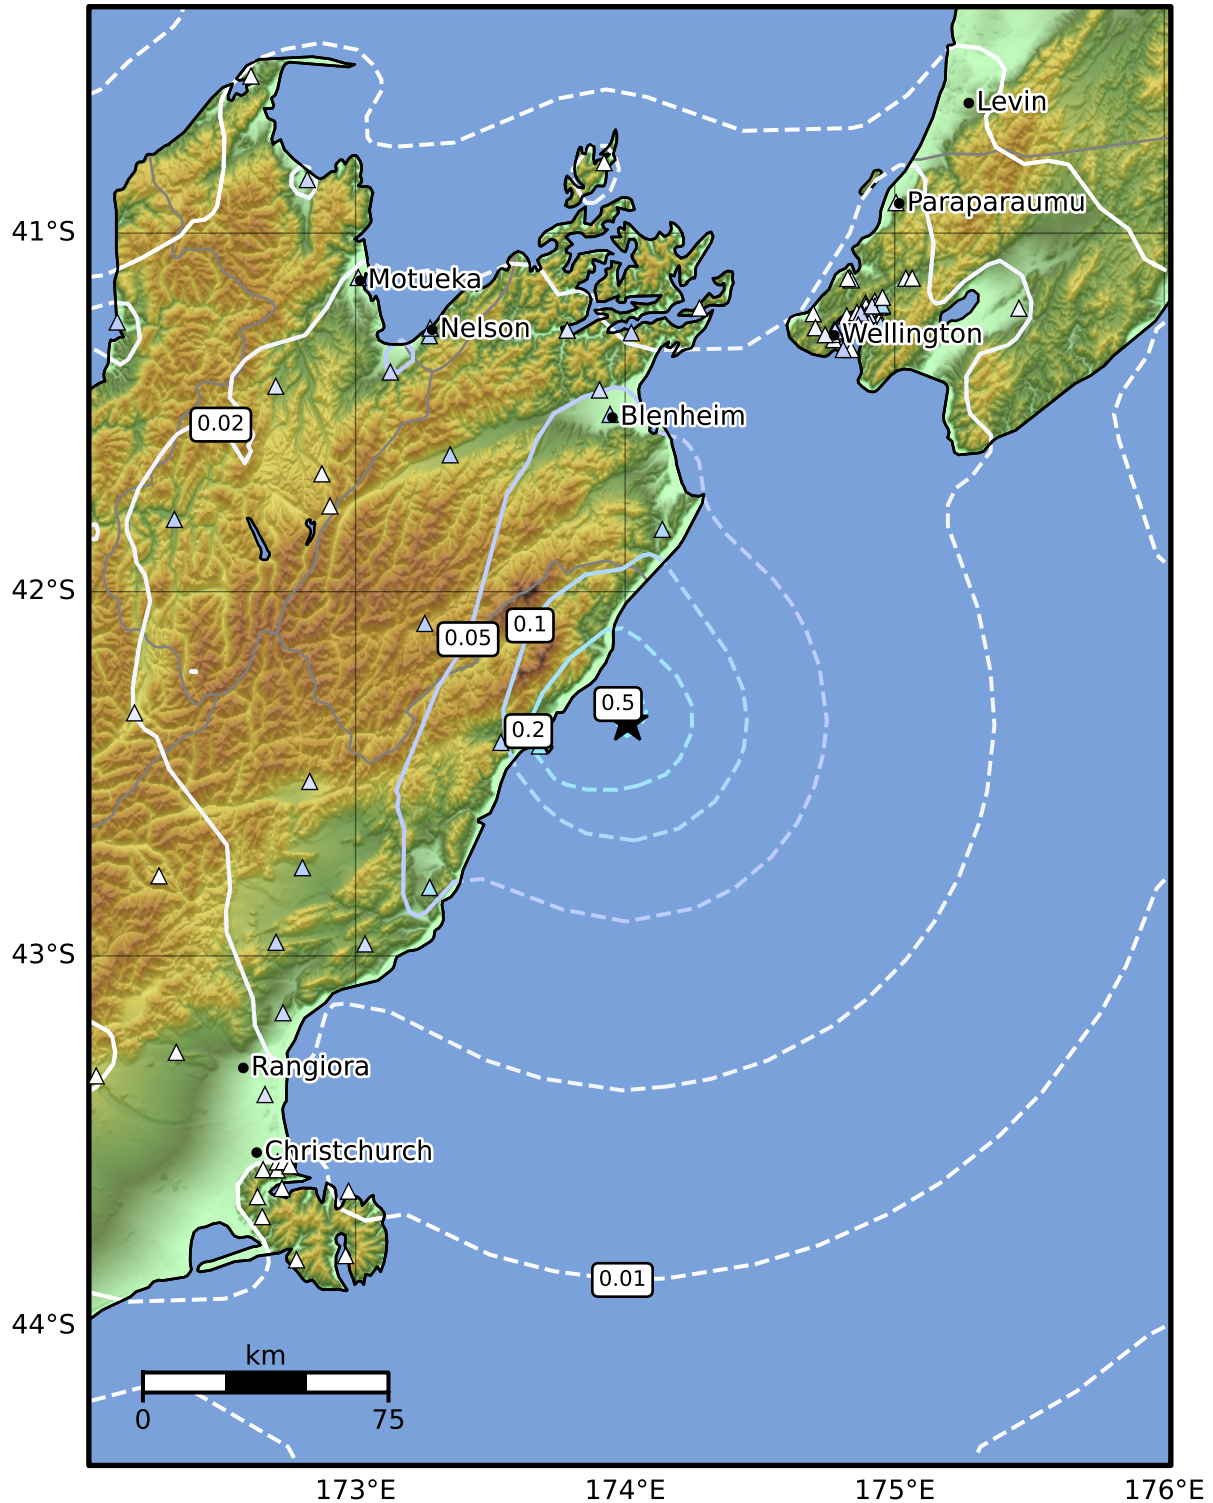 Levin
Paraparaumu
41°S
Motueka
Nelson
Wellington
0.02
Blenheim
42°S
0.1
0.05
0.5
0.2
43°S
Rangiora
Christchurch
0.01
44°S
km
0
75
173°E
174°E
175°E
176°E